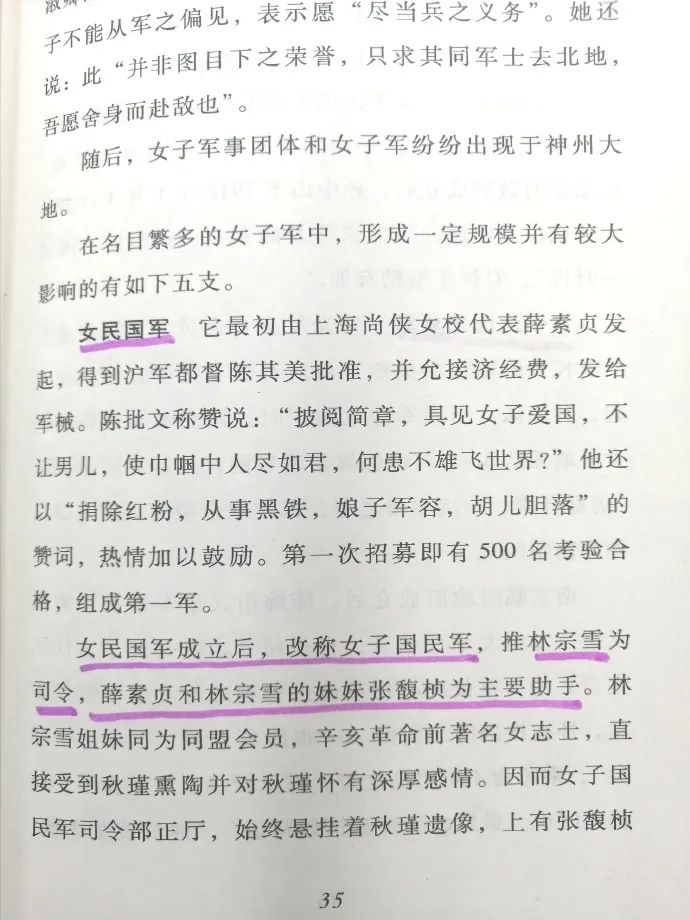 子不能从军之偏见，表示愿“尽当兵之义务”。她还
说：此“并非图目下之荣誉，只求其同军士去北地，
吾愿舍身而赴敌也”。
随后，女子军事团体和女子军纷纷出现于神州大
地。
在名目繁多的女子军中，形成一定规模并有较大
影响的有如下五支。
女民国军 它最初由上海尚侠女校代表薛素贞发
起，得到沪军都督陈其美批准，并允接济经费，发给
军械。陈批文称赞说：“披阅简章，具见女子爱国，不
让男儿，使巾帼中人尽如君，何患不雄飞世界？”他还
以“捐除红粉，从事黑铁，娘子军容，胡儿胆落”的
赞词，热情加以鼓励。第一次招募即有500名考验合
格，组成第一军。
女民国军成立后，改称女子国民军，推林宗雪为
司令，薛素贞和林宗雪的妹妹张馥桢为主要助手。林
宗雪姐妹同为同盟会员，辛亥革命前著名女志士，直
接受到秋瑾熏陶并对秋瑾怀有深厚感情。因而女子国
民军司令部正厅，始终悬挂着秋瑾遗像，上有张馥桢
35